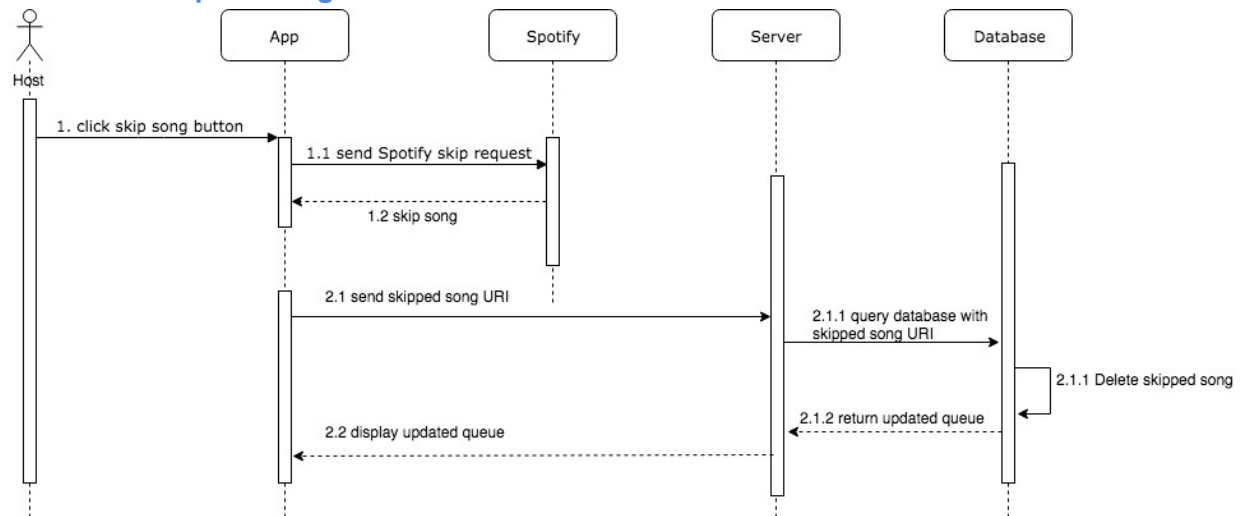 App
Spotify
Server
Database
Host
1. click skip song button
1.1 send Spotify skip request
1.2 skip song
2.1 send skipped song URI
2.1.1 query database with
skipped song URI
2.1.1 Delete skipped song
2.1.2 return updated queue
2.2 display updated queue